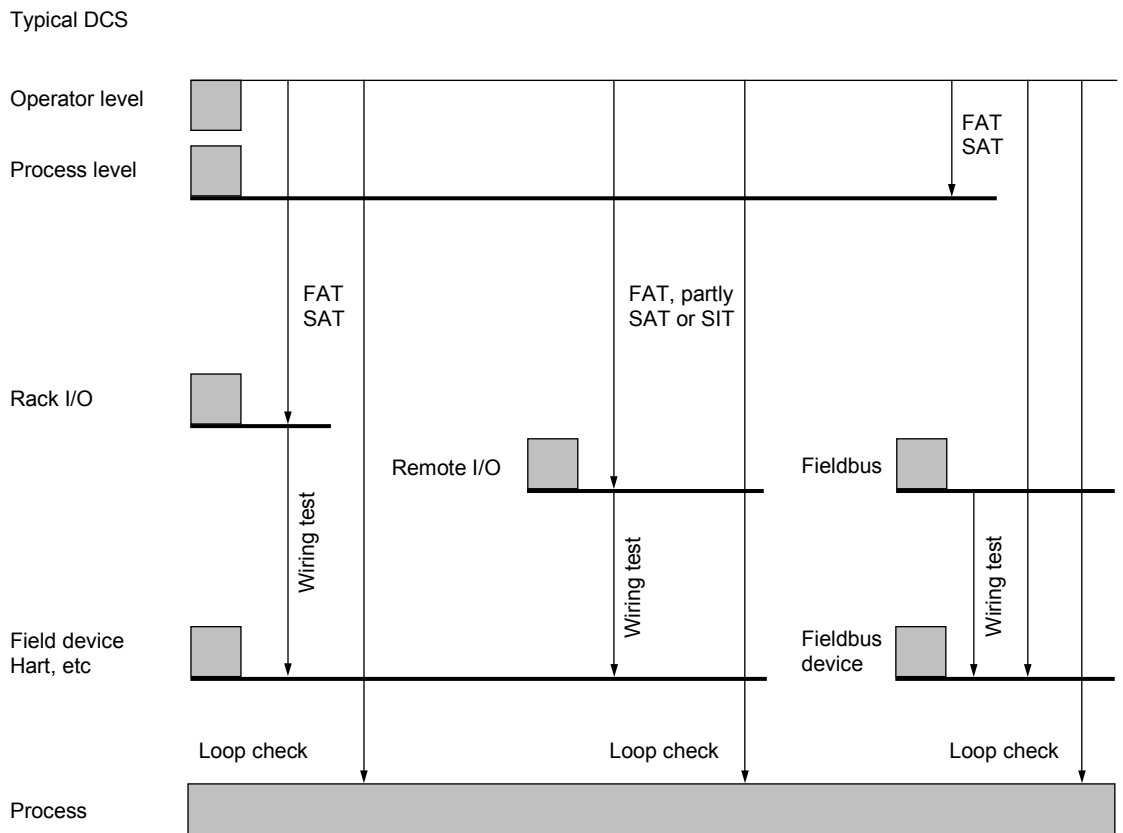 Typical DCS
Operator level
FAT
SAT
Process level
FAT
SAT
FAT, partly
SAT or SIT
Rack I/O
Remote I/O
Fieldbus
Wiring test
Wiring test
Wiring test
Field device
Hart, etc
Fieldbus
device
Loop check
Loop check
Loop check
Process